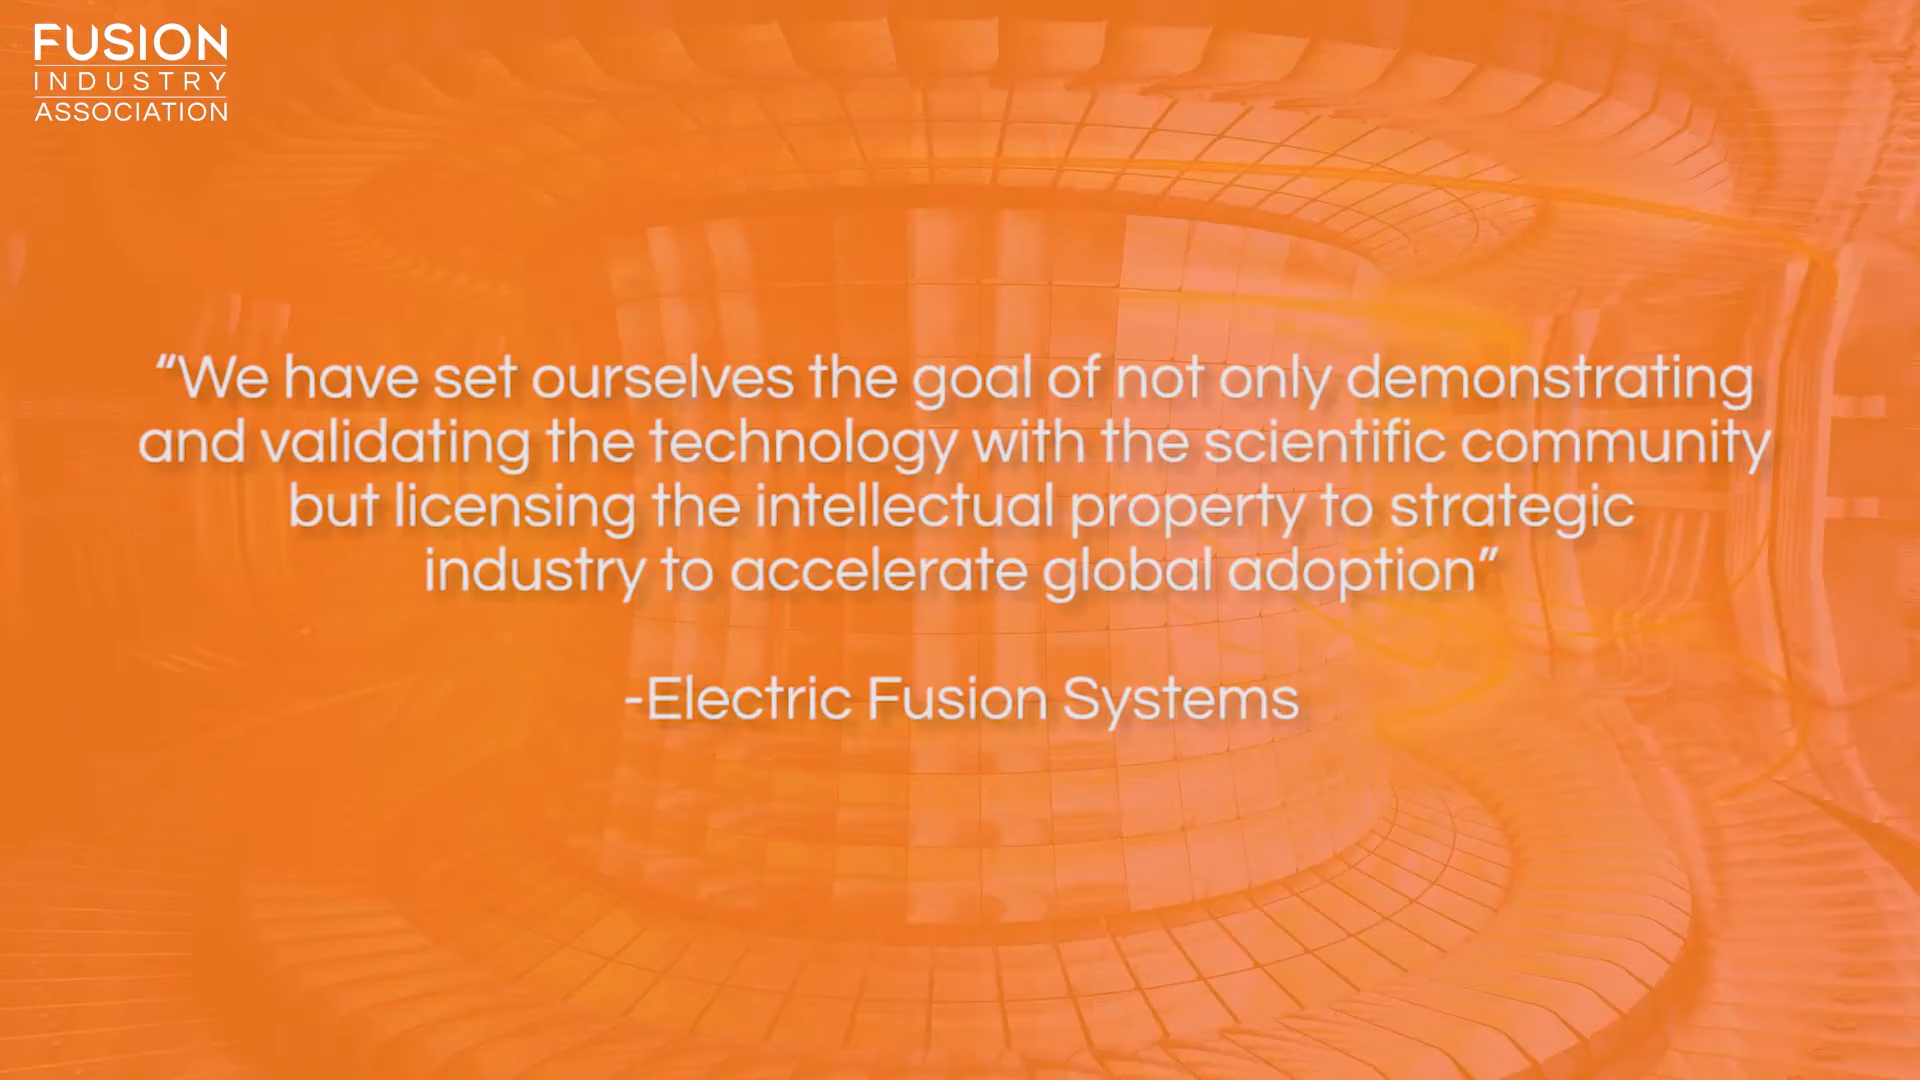 FUSION
INDUSTRY
ASSOCIATION
“We have set ourselves the goal of not only demonstrating
and validating the technology with the scientific community
but licensing the intellectual property to strategic
industry to accelerate global adoption”
-Electric Fusion Systems